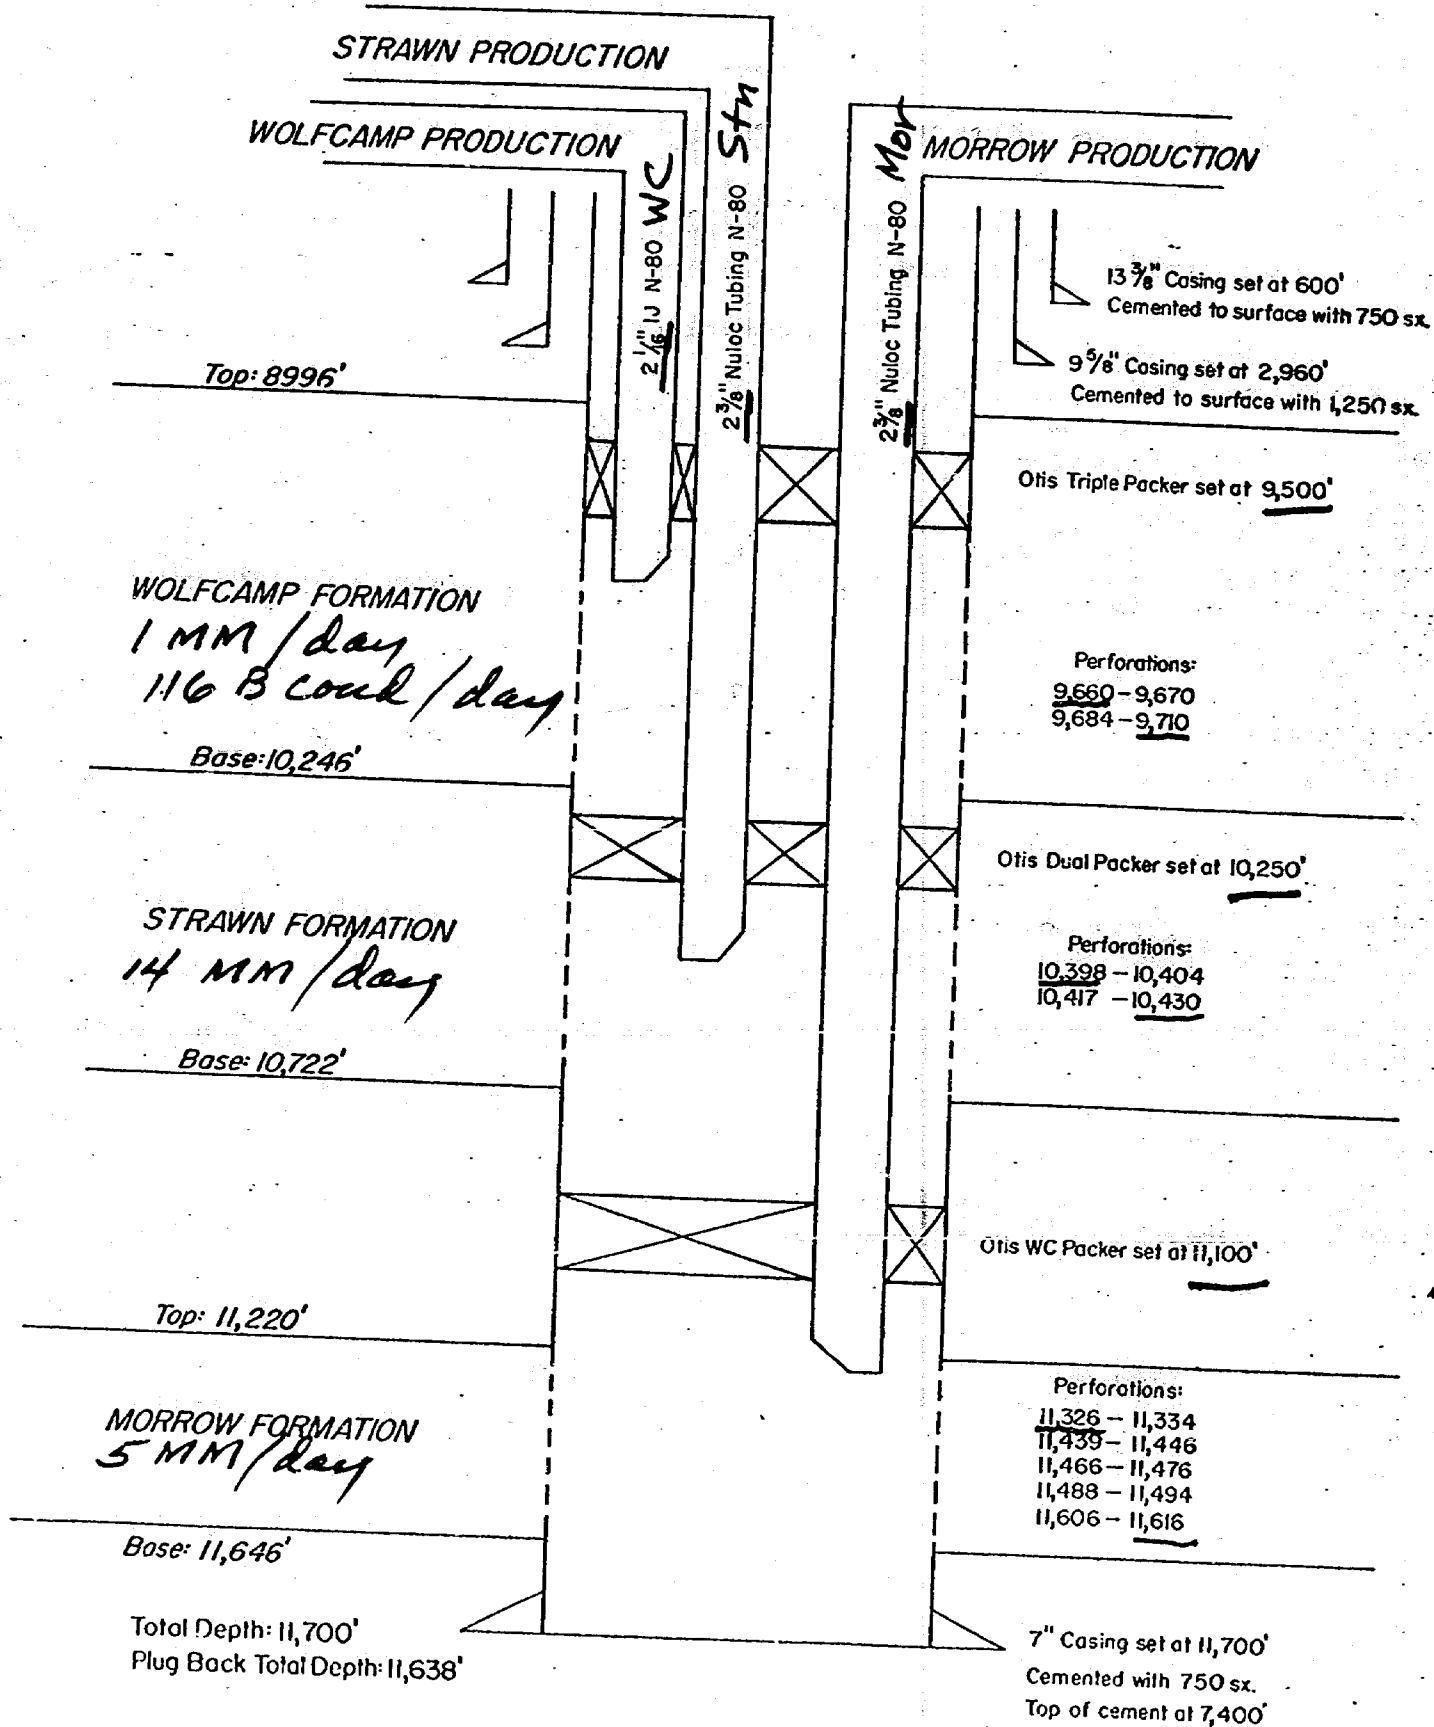 STRAWN PRODUCTION
WOLFCAMP PRODUCTION
MORROW PRODUCTION
2 1/16" IJ N-80 WC
2 3/8" Nuloc Tubing N-80 Stn
2 3/8" Nuloc Tubing N-80 Mor
13 3/8" Casing set at 600'
Cemented to surface with 750 sx.
9 5/8" Casing set at 2,960'
Cemented to surface with 1,250 sx.
Top: 8996'
Otis Triple Packer set at 9,500'
WOLFCAMP FORMATION
1 MM/day
116 B cond/day
Perforations:
9,660-9,670
9,684-9,710
Base: 10,246'
Otis Dual Packer set at 10,250'
STRAWN FORMATION
14 MM/day
Perforations:
10,398-10,404
10,417-10,430
Base: 10,722'
Otis WC Packer set at 11,100'
Top: 11,220'
MORROW FORMATION
5 MM/day
Perforations:
11,326-11,334
11,439-11,446
11,466-11,476
11,488-11,494
11,606-11,616
Base: 11,646'
Total Depth: 11,700'
Plug Back Total Depth: 11,638'
7" Casing set at 11,700'
Cemented with 750 sx.
Top of cement at 7,400'